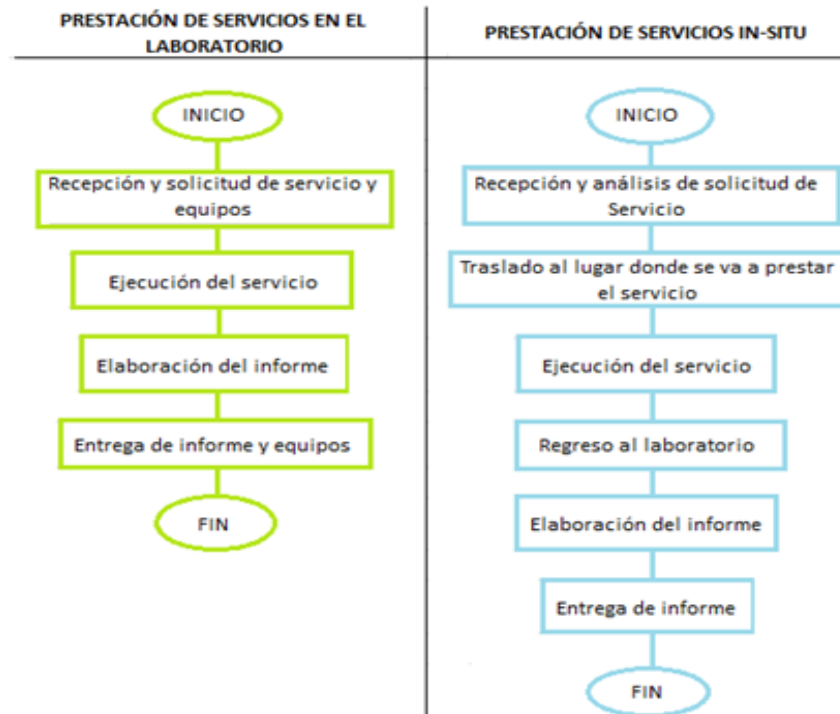 PRESTACIÓN DE SERVICIOS EN EL
LABORATORIO
INICIO
Recepción y solicitud de servicio y
equipos
Ejecución del servicio
Elaboración del informe
Entrega de informe y equipos
FIN
PRESTACIÓN DE SERVICIOS IN-SITU
INICIO
Recepción y análisis de solicitud de
Servicio
Traslado al lugar donde se va a prestar
el servicio
Ejecución del servicio
Regreso al laboratorio
Elaboración del informe
Entrega de informe
FIN